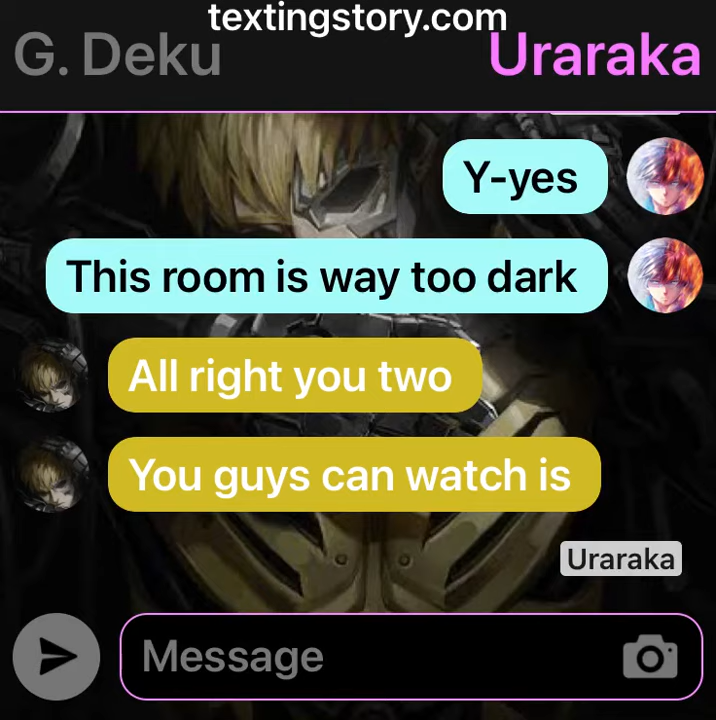 textingstory.com
G. Deku
Uraraka
Y-yes
This room is way too dark
All right you two
You guys can watch is
Uraraka
Message